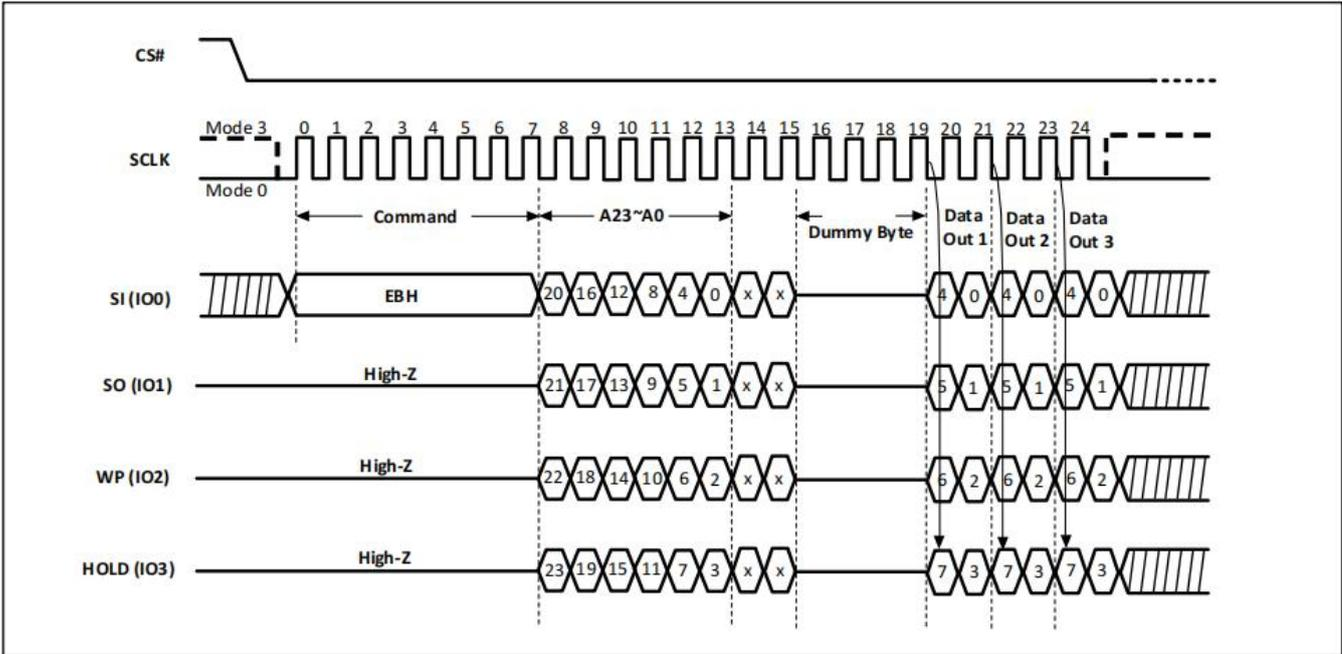 CS#
Mode 3 0 1 2 3 4 5 6 7 8 9 10 11 12 13 14 15 16 17 18 19 20 21 22 23 24
SCLK
Mode 0
Command A23~A0 Dummy Byte Data Out 1 Data Out 2 Data Out 3
SI (IO0) EBH 20 16 12 8 4 0 x x 4 0 4 0 4 0
SO (IO1) High-Z 21 17 13 9 5 1 x x 5 1 5 1 5 1
WP (IO2) High-Z 22 18 14 10 6 2 x x 6 2 6 2 6 2
HOLD (IO3) High-Z 23 19 15 11 7 3 x x 7 3 7 3 7 3